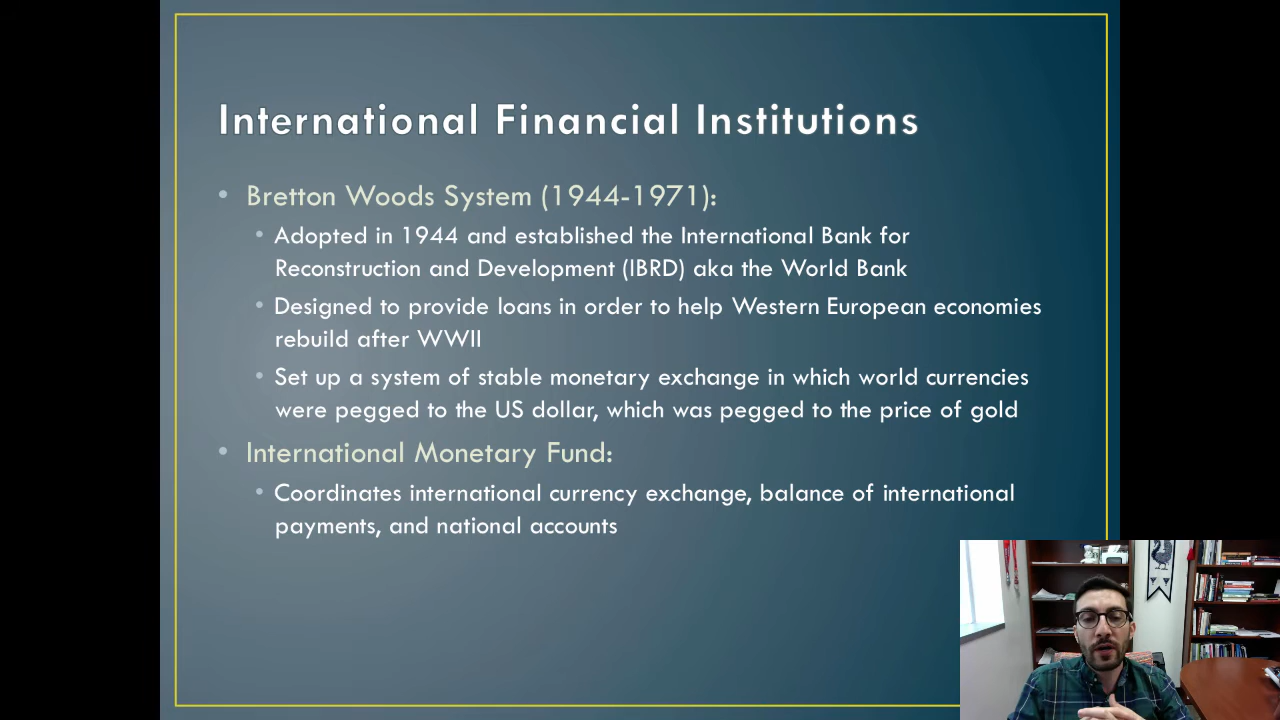 International Financial Institutions
• Bretton Woods System (1944-1971):
• Adopted in 1944 and established the International Bank for
Reconstruction and Development (IBRD) aka the World Bank
• Designed to provide loans in order to help Western European economies
rebuild after WWII
• Set up a system of stable monetary exchange in which world currencies
were pegged to the US dollar, which was pegged to the price of gold
• International Monetary Fund:
• Coordinates international currency exchange, balance of international
payments, and national accounts